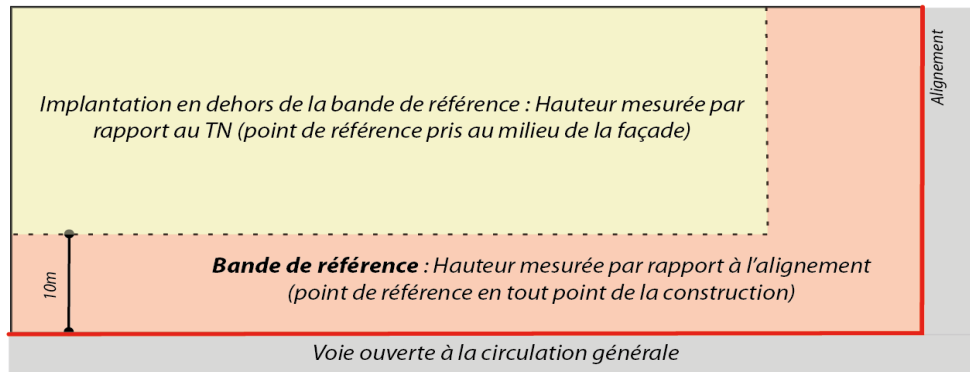 Implantation en dehors de la bande de référence : Hauteur mesurée par
rapport au TN (point de référence pris au milieu de la façade)
Alignement
10m
Bande de référence : Hauteur mesurée par rapport à l'alignement
(point de référence en tout point de la construction)
Voie ouverte à la circulation générale